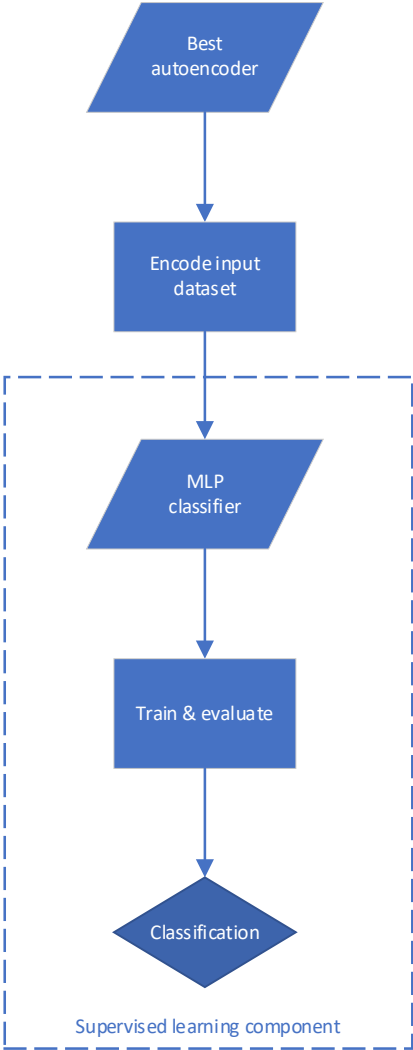 Best
autoencoder
Encode input
dataset
MLP
classifier
Train & evaluate
Classification
Supervised learning component